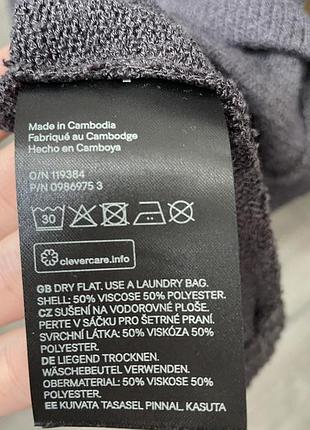 Made in Cambodia
Fabriqué au Cambodge
Hecho en Camboya
O/N 119384
P/N 0986975 3
30
clevercare.info
GB DRY FLAT. USE A LAUNDRY BAG.
SHELL: 50% VISCOSE 50% POLYESTER.
CZ SUŠENÍ NA VODOROVNÉ PLOŠE.
PERTE V SÁČKU PRO ŠETRNÉ PRANÍ.
SVRCHNÍ LÁTKA: 50% VISKÓZA 50%
POLYESTER.
DE LIEGEND TROCKNEN.
WÄSCHEBEUTEL VERWENDEN.
OBERMATERIAL: 50% VISKOSE 50%
POLYESTER.
EE KUIVATA TASASEL PINNAL. KASUTA